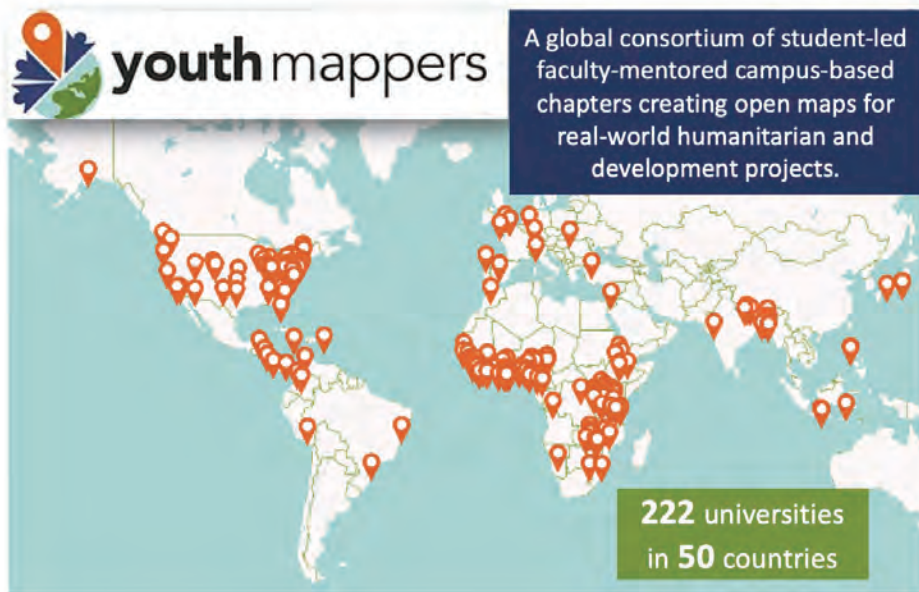 youthmappers
A global consortium of student-led
faculty-mentored campus-based
chapters creating open maps for
real-world humanitarian and
development projects.
222 universities
in 50 countries